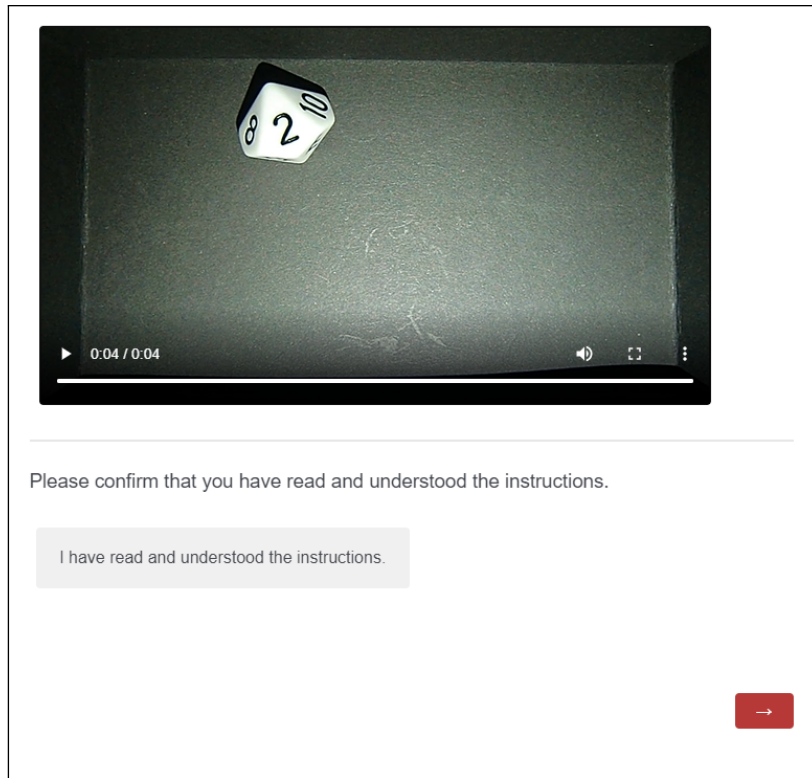 8 2 10
0:04 / 0:04
Please confirm that you have read and understood the instructions.
I have read and understood the instructions.
→